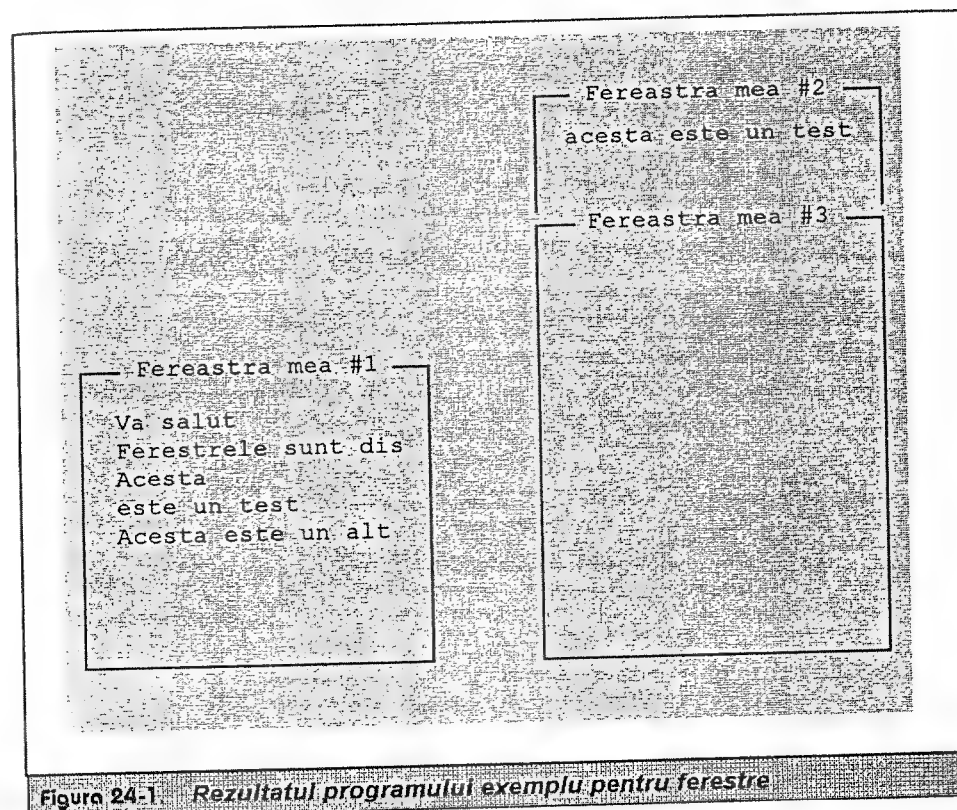 Fereastra mea #2
acesta este un test
Fereastra mea #3
Fereastra mea #1
Va salut
Ferestrele sunt dis
Acesta
este un test
Acesta este un alt
Figura 24-1 Rezultatul programului exemplu pentru ferestre